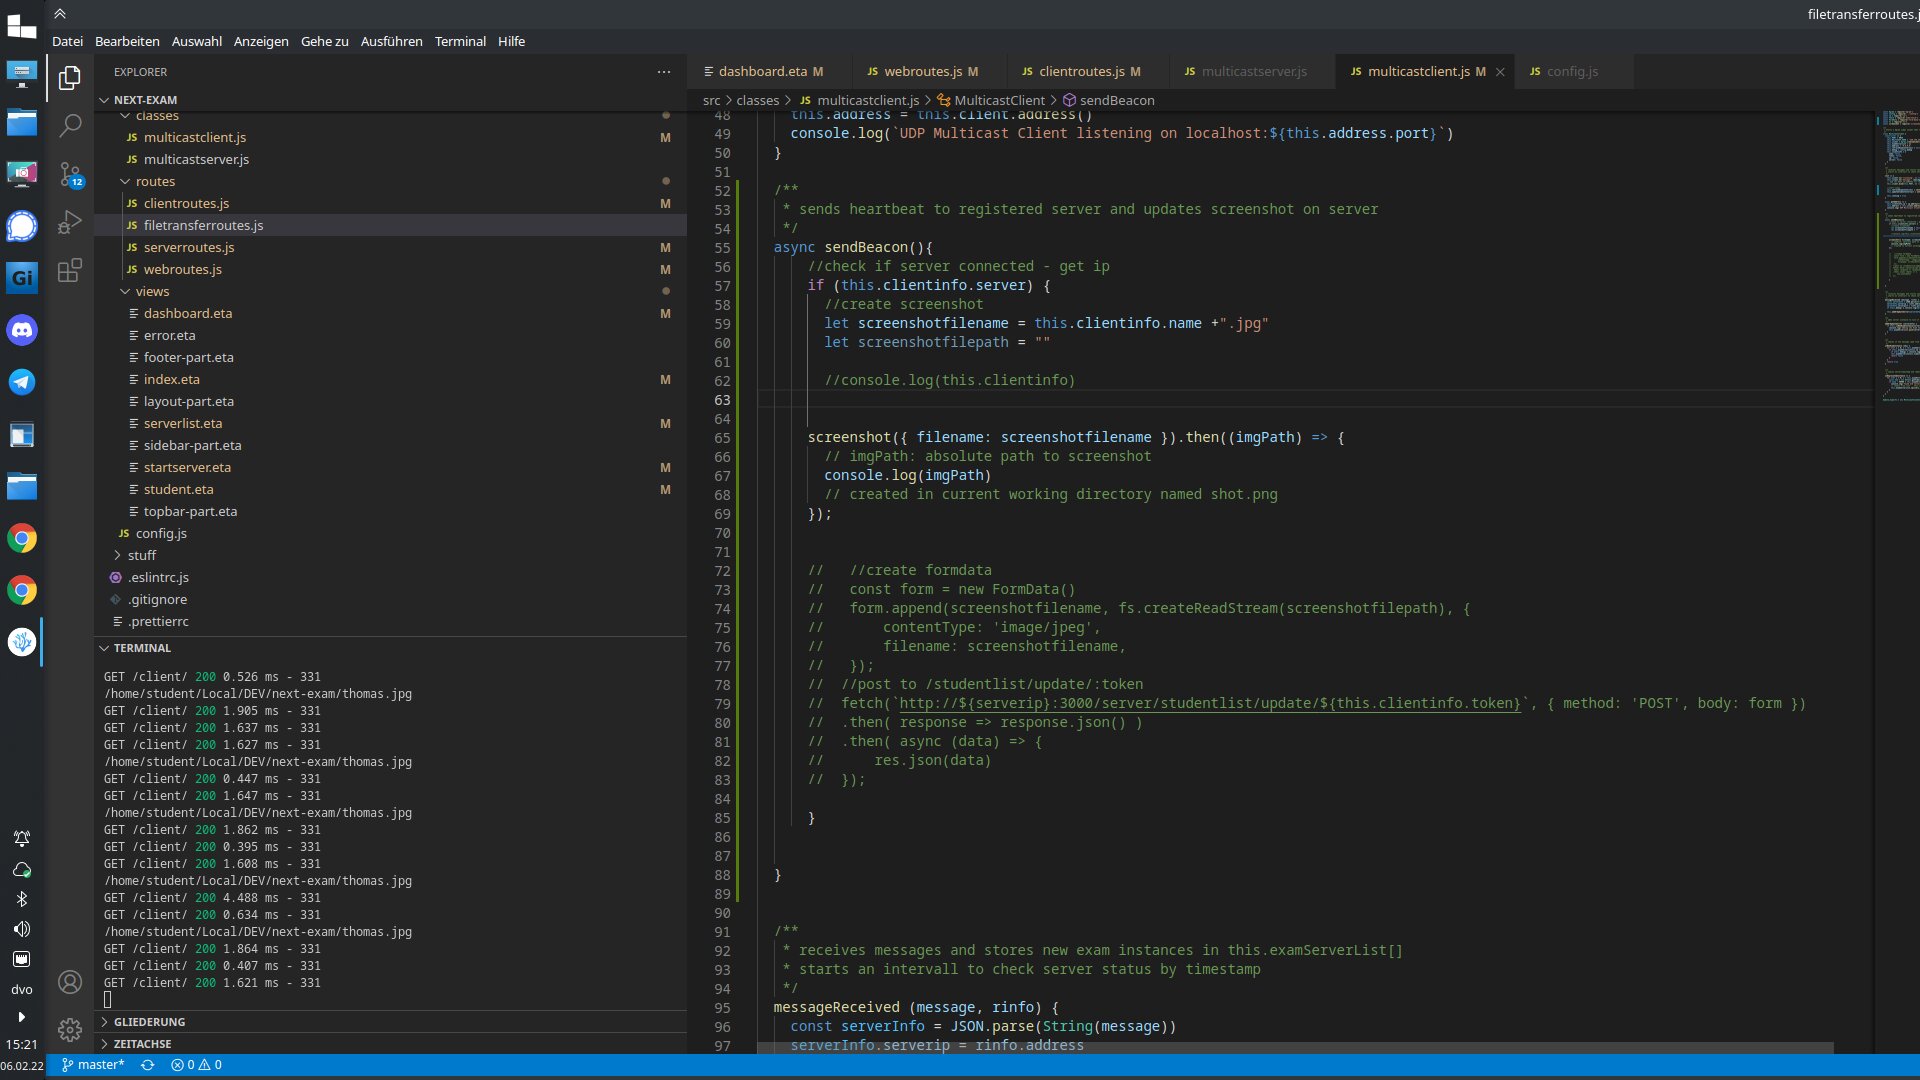 filetransferroutes.j
Datei Bearbeiten Auswahl Anzeigen Gehe zu Ausführen Terminal Hilfe
EXPLORER
NEXT-EXAM
classes
JS multicastclient.js M
JS multicastserver.js
routes
JS clientroutes.js M
JS filetransferroutes.js
JS serverroutes.js M
JS webroutes.js M
views
dashboard.eta M
error.eta
footer-part.eta
index.eta M
layout-part.eta
serverlist.eta M
sidebar-part.eta
startserver.eta M
student.eta M
topbar-part.eta
JS config.js
stuff
.eslintrc.js
.gitignore
.prettierrc
TERMINAL
GET /client/ 200 0.526 ms - 331
/home/student/Local/DEV/next-exam/thomas.jpg
GET /client/ 200 1.905 ms - 331
GET /client/ 200 1.637 ms - 331
GET /client/ 200 1.627 ms - 331
/home/student/Local/DEV/next-exam/thomas.jpg
GET /client/ 200 0.447 ms - 331
GET /client/ 200 1.647 ms - 331
/home/student/Local/DEV/next-exam/thomas.jpg
GET /client/ 200 1.862 ms - 331
GET /client/ 200 0.395 ms - 331
GET /client/ 200 1.608 ms - 331
/home/student/Local/DEV/next-exam/thomas.jpg
GET /client/ 200 4.488 ms - 331
GET /client/ 200 0.634 ms - 331
/home/student/Local/DEV/next-exam/thomas.jpg
GET /client/ 200 1.864 ms - 331
GET /client/ 200 0.407 ms - 331
GET /client/ 200 1.621 ms - 331
GLIEDERUNG
ZEITACHSE
dashboard.eta M JS webroutes.js M JS clientroutes.js M JS multicastserver.js JS multicastclient.js M JS config.js
src > classes > JS multicastclient.js > MulticastClient > sendBeacon
48 this.address = this.client.address()
49 console.log(`UDP Multicast Client listening on localhost:${this.address.port}`)
50 }
51
52 /**
53 * sends heartbeat to registered server and updates screenshot on server
54 */
55 async sendBeacon(){
56 //check if server connected - get ip
57 if (this.clientinfo.server) {
58 //create screenshot
59 let screenshotfilename = this.clientinfo.name +".jpg"
60 let screenshotfilepath = ""
61
62 //console.log(this.clientinfo)
63
64
65 screenshot({ filename: screenshotfilename }).then((imgPath) => {
66 // imgPath: absolute path to screenshot
67 console.log(imgPath)
68 // created in current working directory named shot.png
69 });
70
71
72 // //create formdata
73 // const form = new FormData()
74 // form.append(screenshotfilename, fs.createReadStream(screenshotfilepath), {
75 // contentType: 'image/jpeg',
76 // filename: screenshotfilename,
77 // });
78 // //post to /studentlist/update/:token
79 // fetch(`http://${serverip}:3000/server/studentlist/update/${this.clientinfo.token}`, { method: 'POST', body: form })
80 // .then( response => response.json() )
81 // .then( async (data) => {
82 // res.json(data)
83 // });
84
85 }
86
87
88 }
89
90
91 /**
92 * receives messages and stores new exam instances in this.examServerList[]
93 * starts an intervall to check server status by timestamp
94 */
95 messageReceived (message, rinfo) {
96 const serverInfo = JSON.parse(String(message))
97 serverInfo.serverip = rinfo.address
12
Gi
dvo
15:21
06.02.22
master* 0 0